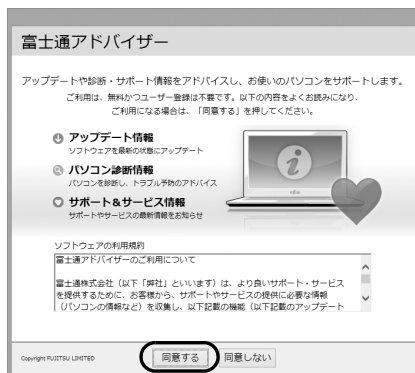 富士通アドバイザー
アップデートや診断・サポート情報をアドバイスし、お使いのパソコンをサポートします。
ご利用は、無料かつユーザー登録は不要です。以下の内容をよくお読みになり、
ご利用になる場合は、「同意する」を押してください。
アップデート情報
ソフトウェアを最新の状態にアップデート
パソコン診断情報
パソコンを診断し、トラブル予防のアドバイス
サポート＆サービス情報
サポートやサービスの最新情報をお知らせ
ソフトウェアの利用規約
富士通アドバイザーのご利用について
富士通株式会社（以下「弊社」といいます）は、より良いサポート・サービス
を提供するために、お客様から、サポートやサービスの提供に必要な情報
（パソコンの情報など）を収集し、以下記載の機能（以下記載のアップデート
Copyright FUJITSU LIMITED
同意する
同意しない